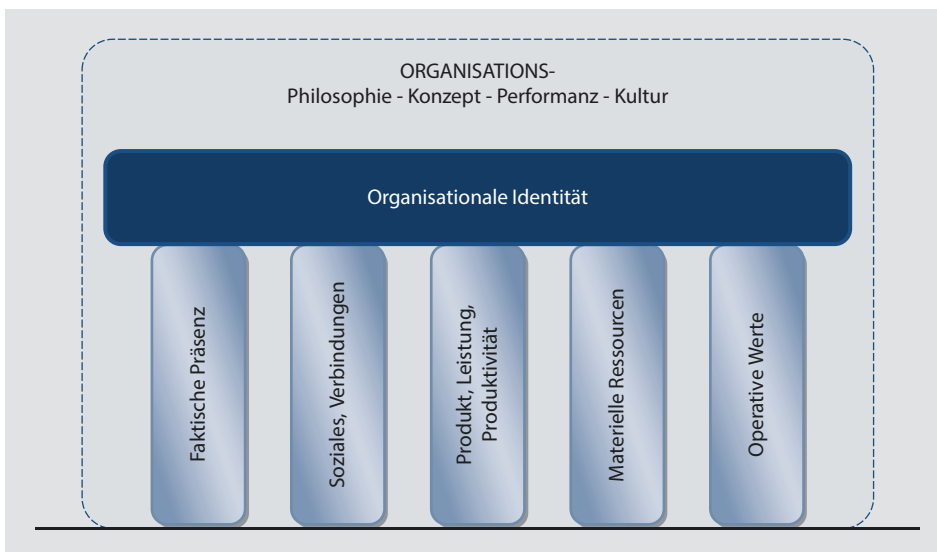 ORGANISATIONS-
Philosophie - Konzept - Performanz - Kultur
Organisationale Identität
Faktische Präsenz
Soziales, Verbindungen
Produkt, Leistung,
Produktivität
Materielle Ressourcen
Operative Werte